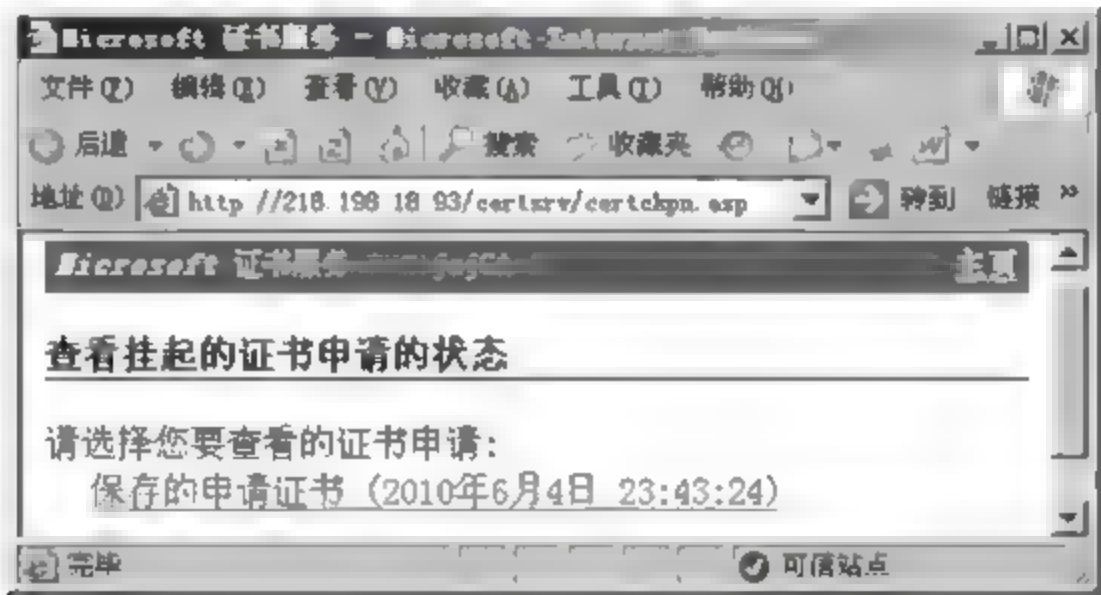 Microsoft 证书服务 - Microsoft Internet
文件(F) 编辑(E) 查看(V) 收藏(A) 工具(T) 帮助(H)
后退 搜索 收藏夹
地址(D) http //218 198 18 93/certsrv/certckpn.asp 转到 链接 »
Microsoft 证书服务 主页
查看挂起的证书申请的状态
请选择您要查看的证书申请:
保存的申请证书 (2010年6月4日 23:43:24)
完毕 可信站点